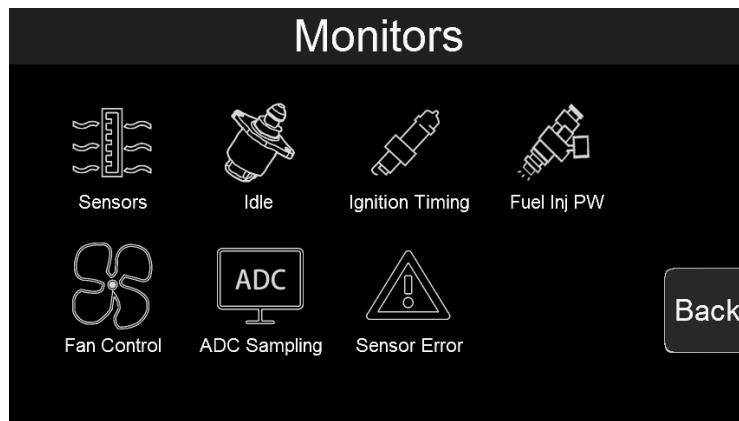 Monitors
Sensors
Idle
Ignition Timing
Fuel Inj PW
ADC
Fan Control
ADC Sampling
Sensor Error
Back